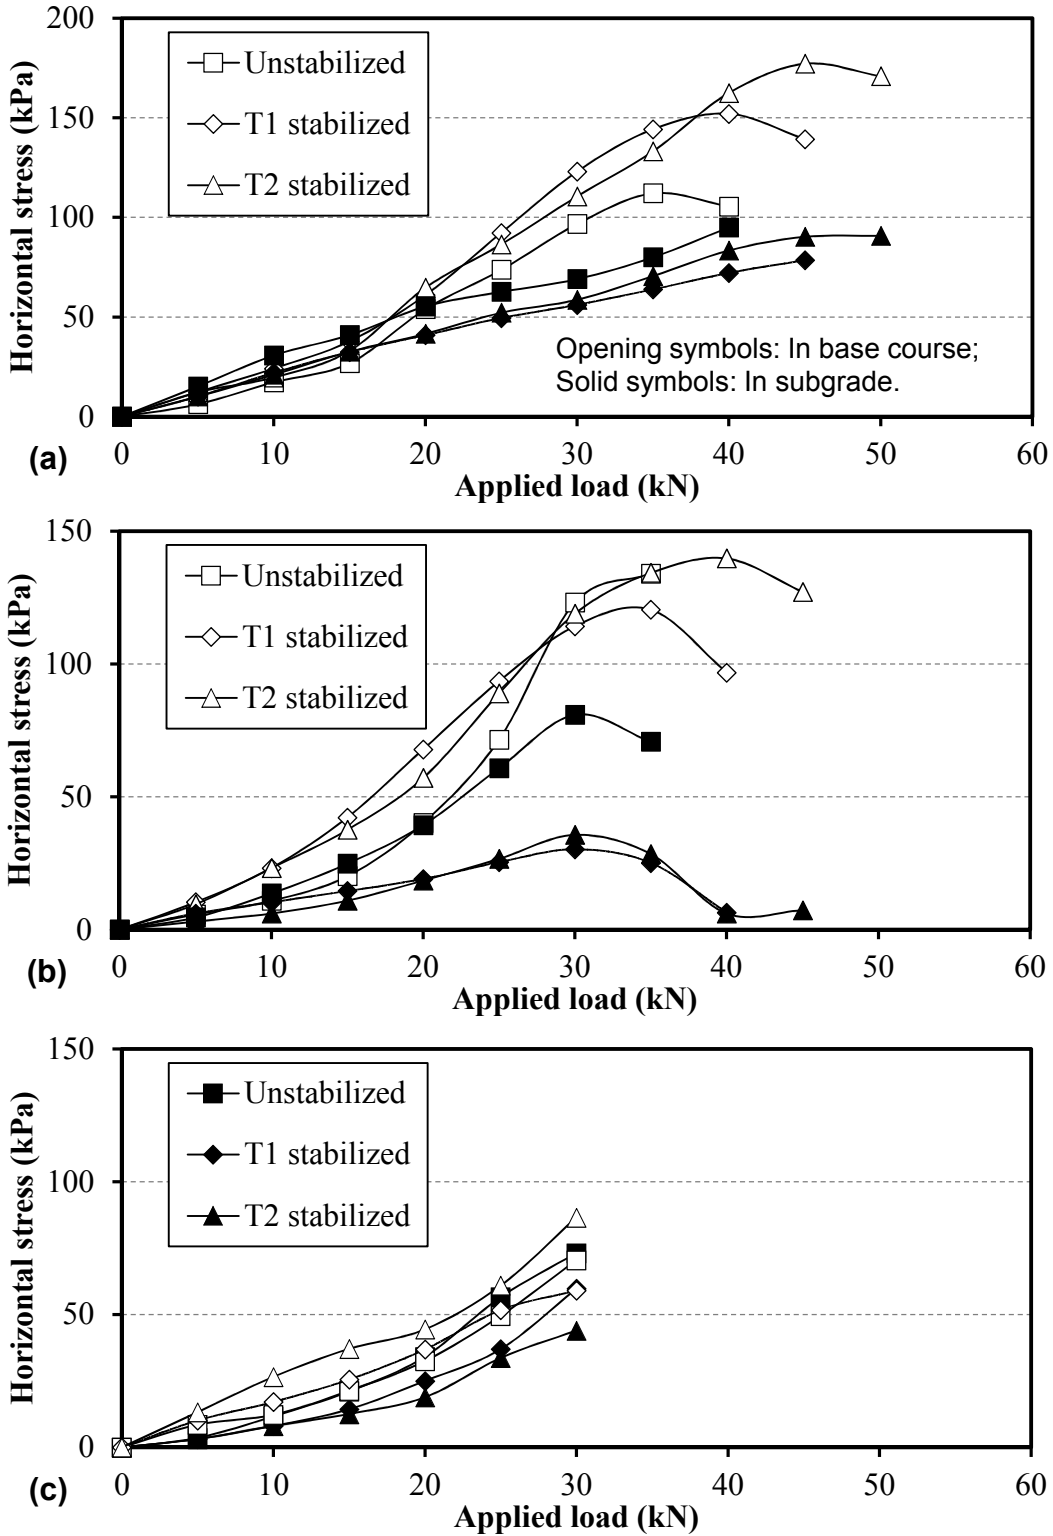 200
150
100
50
0
Horizontal stress (kPa)
Unstabilized
T1 stabilized
T2 stabilized
Opening symbols: In base course;
Solid symbols: In subgrade.
0 10 20 30 40 50 60
(a)
Applied load (kN)
150
100
50
0
Horizontal stress (kPa)
Unstabilized
T1 stabilized
T2 stabilized
0 10 20 30 40 50 60
(b)
Applied load (kN)
150
100
50
0
Horizontal stress (kPa)
Unstabilized
T1 stabilized
T2 stabilized
0 10 20 30 40 50 60
(c)
Applied load (kN)